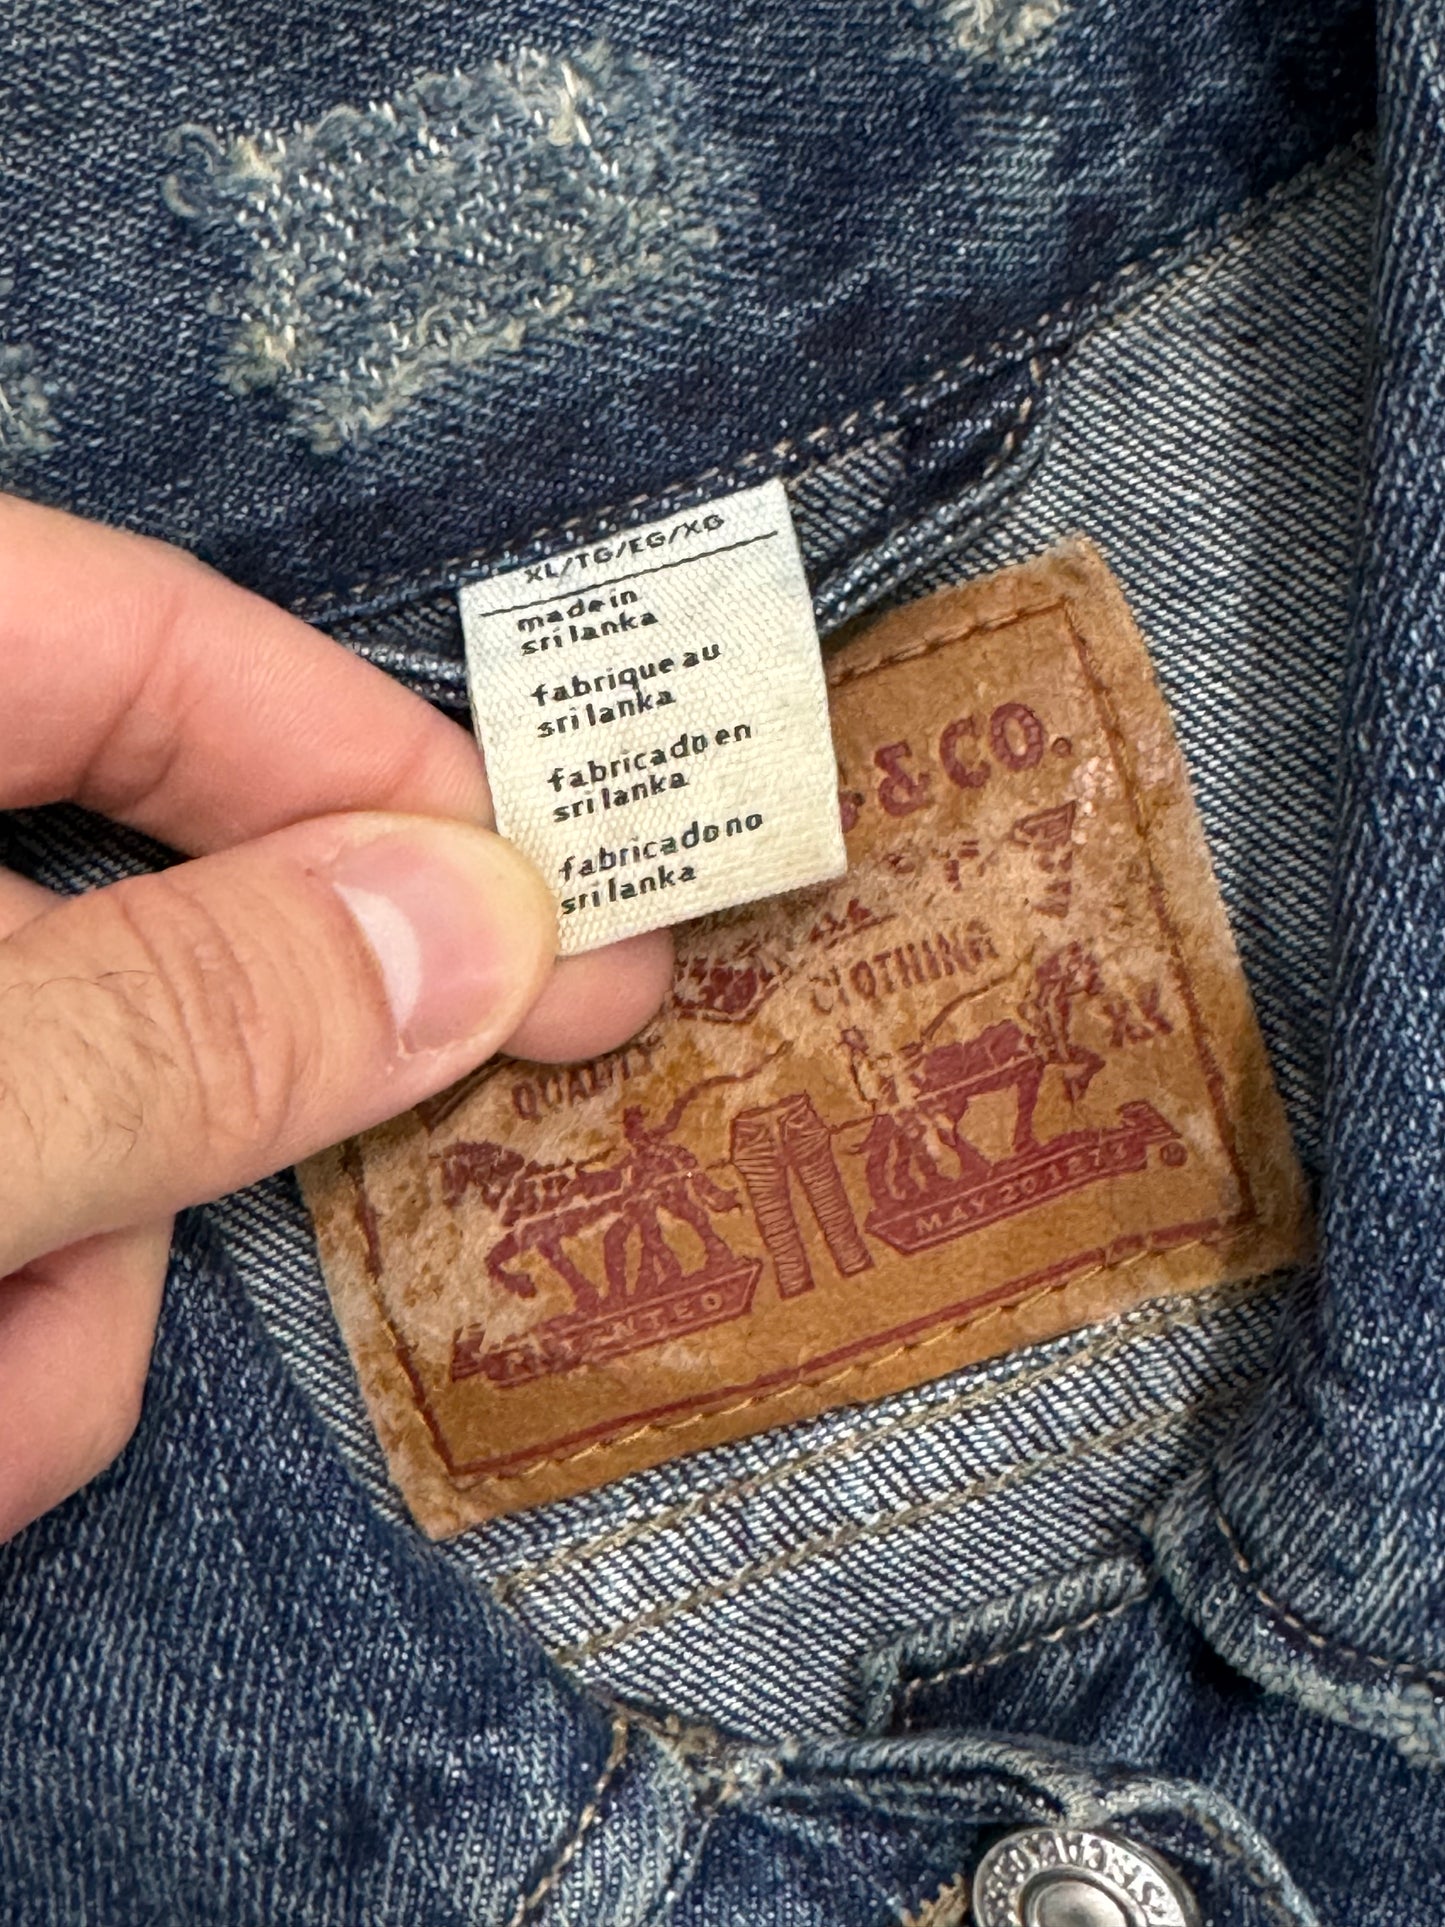 XL/TG/EG/XG
made in
sri lanka
fabrique au
sri lanka
fabricado en
sri lanka
fabricado no
sri lanka
& CO.
QUALITY CLOTHING
XX
PATENTED MAY 20 1873
®